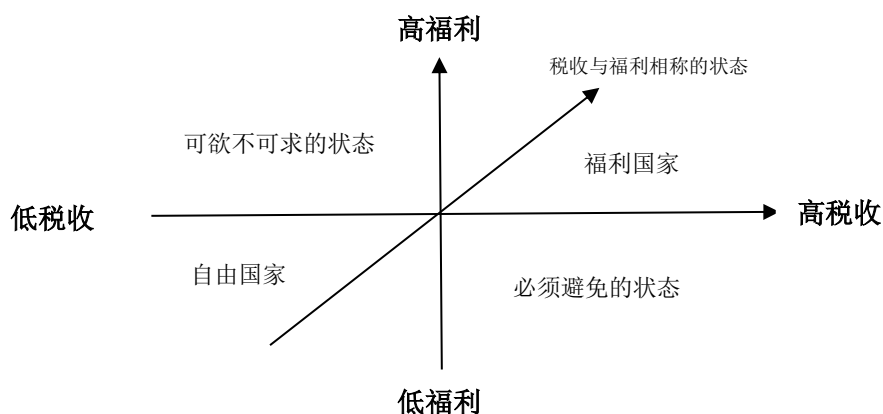 高福利
税收与福利相称的状态
可欲不可求的状态
福利国家
低税收
高税收
自由国家
必须避免的状态
低福利